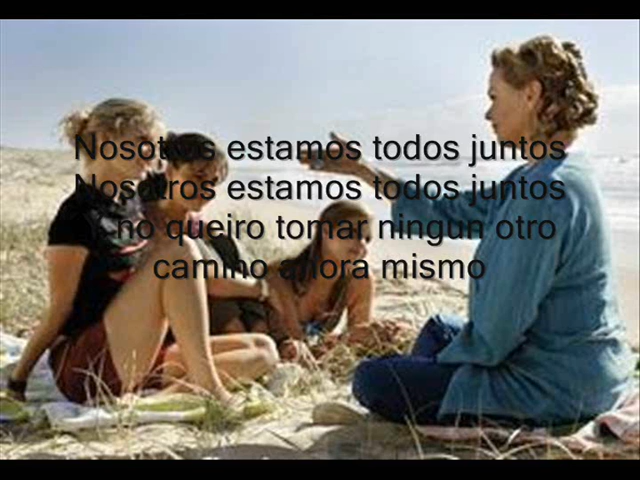 Nosotros estamos todos juntos
Nosotros estamos todos juntos
Y no queiro tomar ningun otro
camino ahora mismo